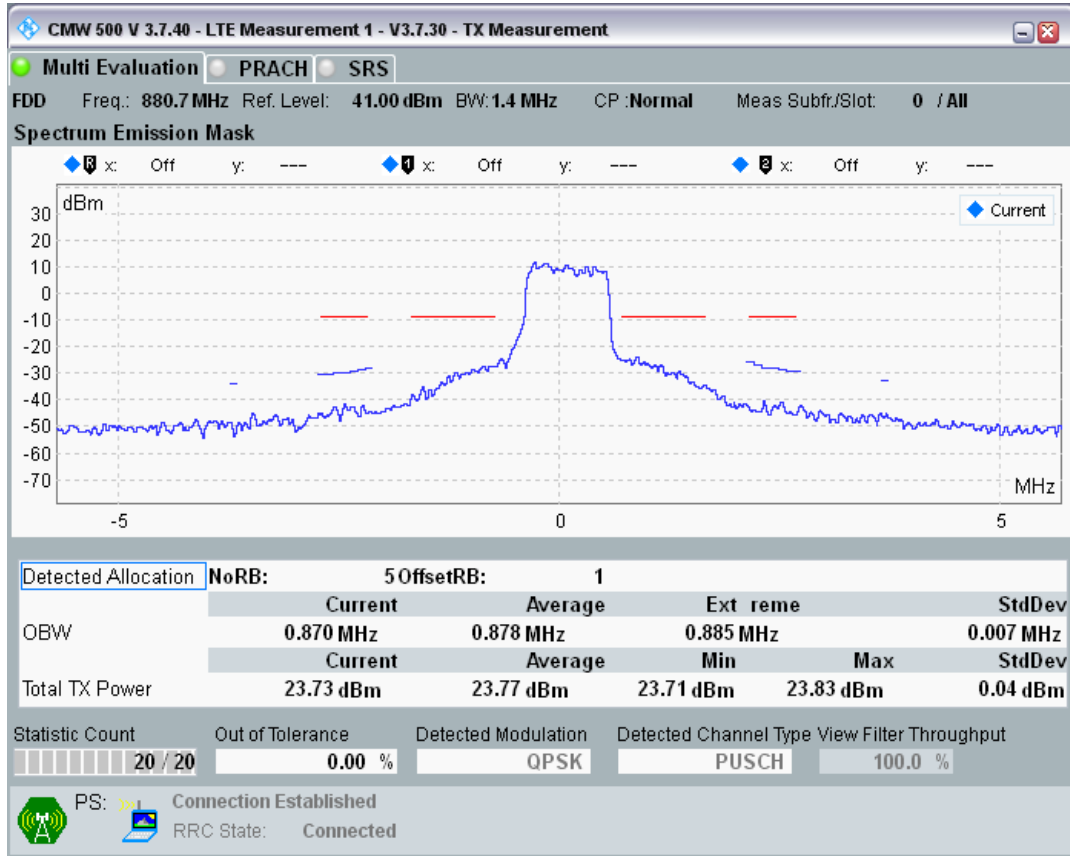 CMW 500 V 3.7.40 - LTE Measurement 1 - V3.7.30 - TX Measurement
Multi Evaluation PRACH SRS
FDD Freq.: 880.7 MHz Ref. Level: 41.00 dBm BW: 1.4 MHz CP :Normal Meas Subfr./Slot: 0 / All
Spectrum Emission Mask
R x: Off y: --- 1 x: Off y: --- 2 x: Off y: ---
dBm
Current
30
20
10
0
-10
-20
-30
-40
-50
-60
-70
MHz
-5 0 5
Detected Allocation NoRB: 5 OffsetRB: 1
Current Average Ext reme StdDev
OBW 0.870 MHz 0.878 MHz 0.885 MHz 0.007 MHz
Current Average Min Max StdDev
Total TX Power 23.73 dBm 23.77 dBm 23.71 dBm 23.83 dBm 0.04 dBm
Statistic Count Out of Tolerance Detected Modulation Detected Channel Type View Filter Throughput
20 / 20 0.00 % QPSK PUSCH 100.0 %
PS: Connection Established
RRC State: Connected